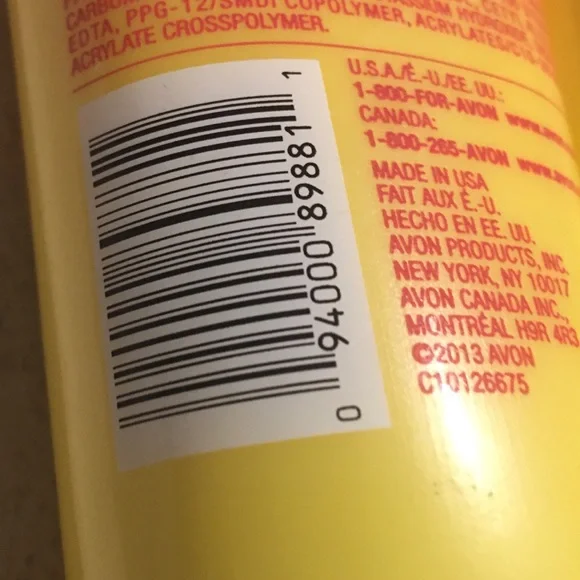 EDTA, PPG-12/SMDI COPOLYMER,
ACRYLATE CROSSPOLYMER.
U.S.A./É.-U./EE. UU.:
1-800-FOR-AVON
CANADA:
1-800-265-AVON
MADE IN USA
FAIT AUX É.-U.
HECHO EN EE. UU.
AVON PRODUCTS, INC.
NEW YORK, NY 10017
AVON CANADA INC.,
MONTRÉAL H9R 4R3
©2013 AVON
C10126675
0 94000 89881 1